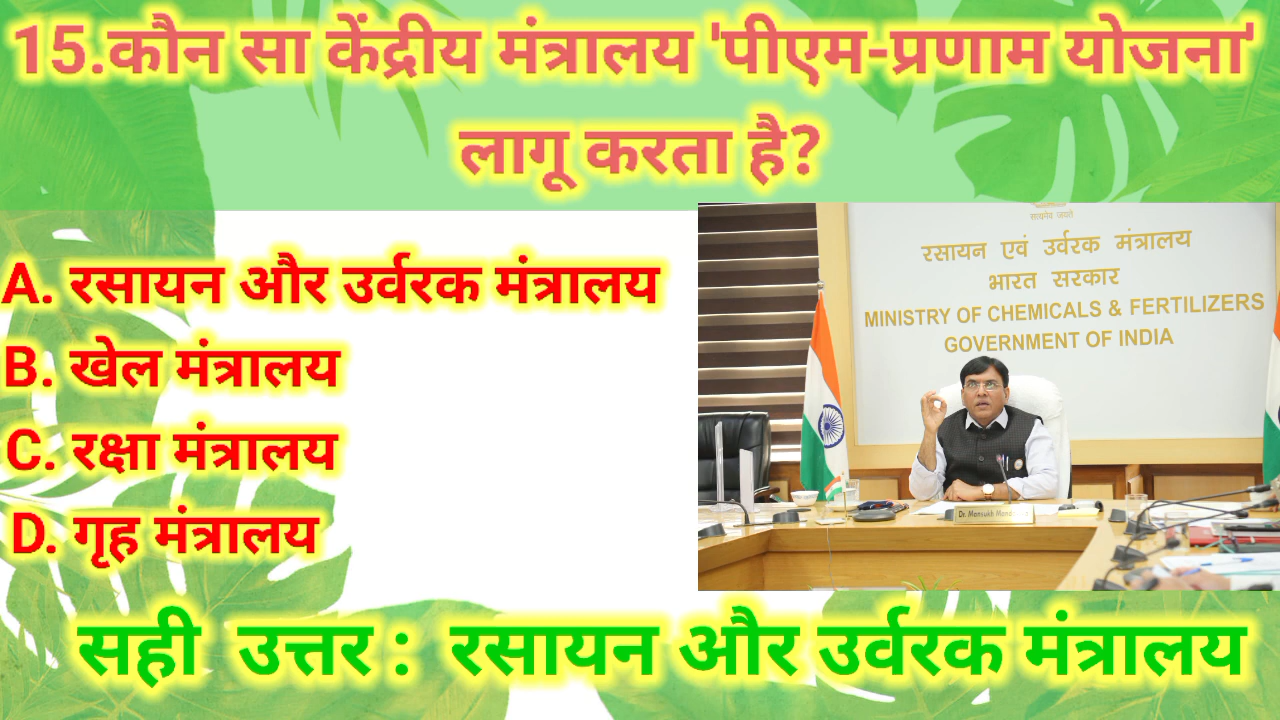 15.कौन सा केंद्रीय मंत्रालय 'पीएम-प्रणाम योजना'
लागू करता है?
A. रसायन और उर्वरक मंत्रालय
B. खेल मंत्रालय
C. रक्षा मंत्रालय
D. गृह मंत्रालय
सत्यमेव जयते
रसायन एवं उर्वरक मंत्रालय
भारत सरकार
MINISTRY OF CHEMICALS & FERTILIZERS
GOVERNMENT OF INDIA
Dr. Mansukh
सही उत्तर : रसायन और उर्वरक मंत्रालय